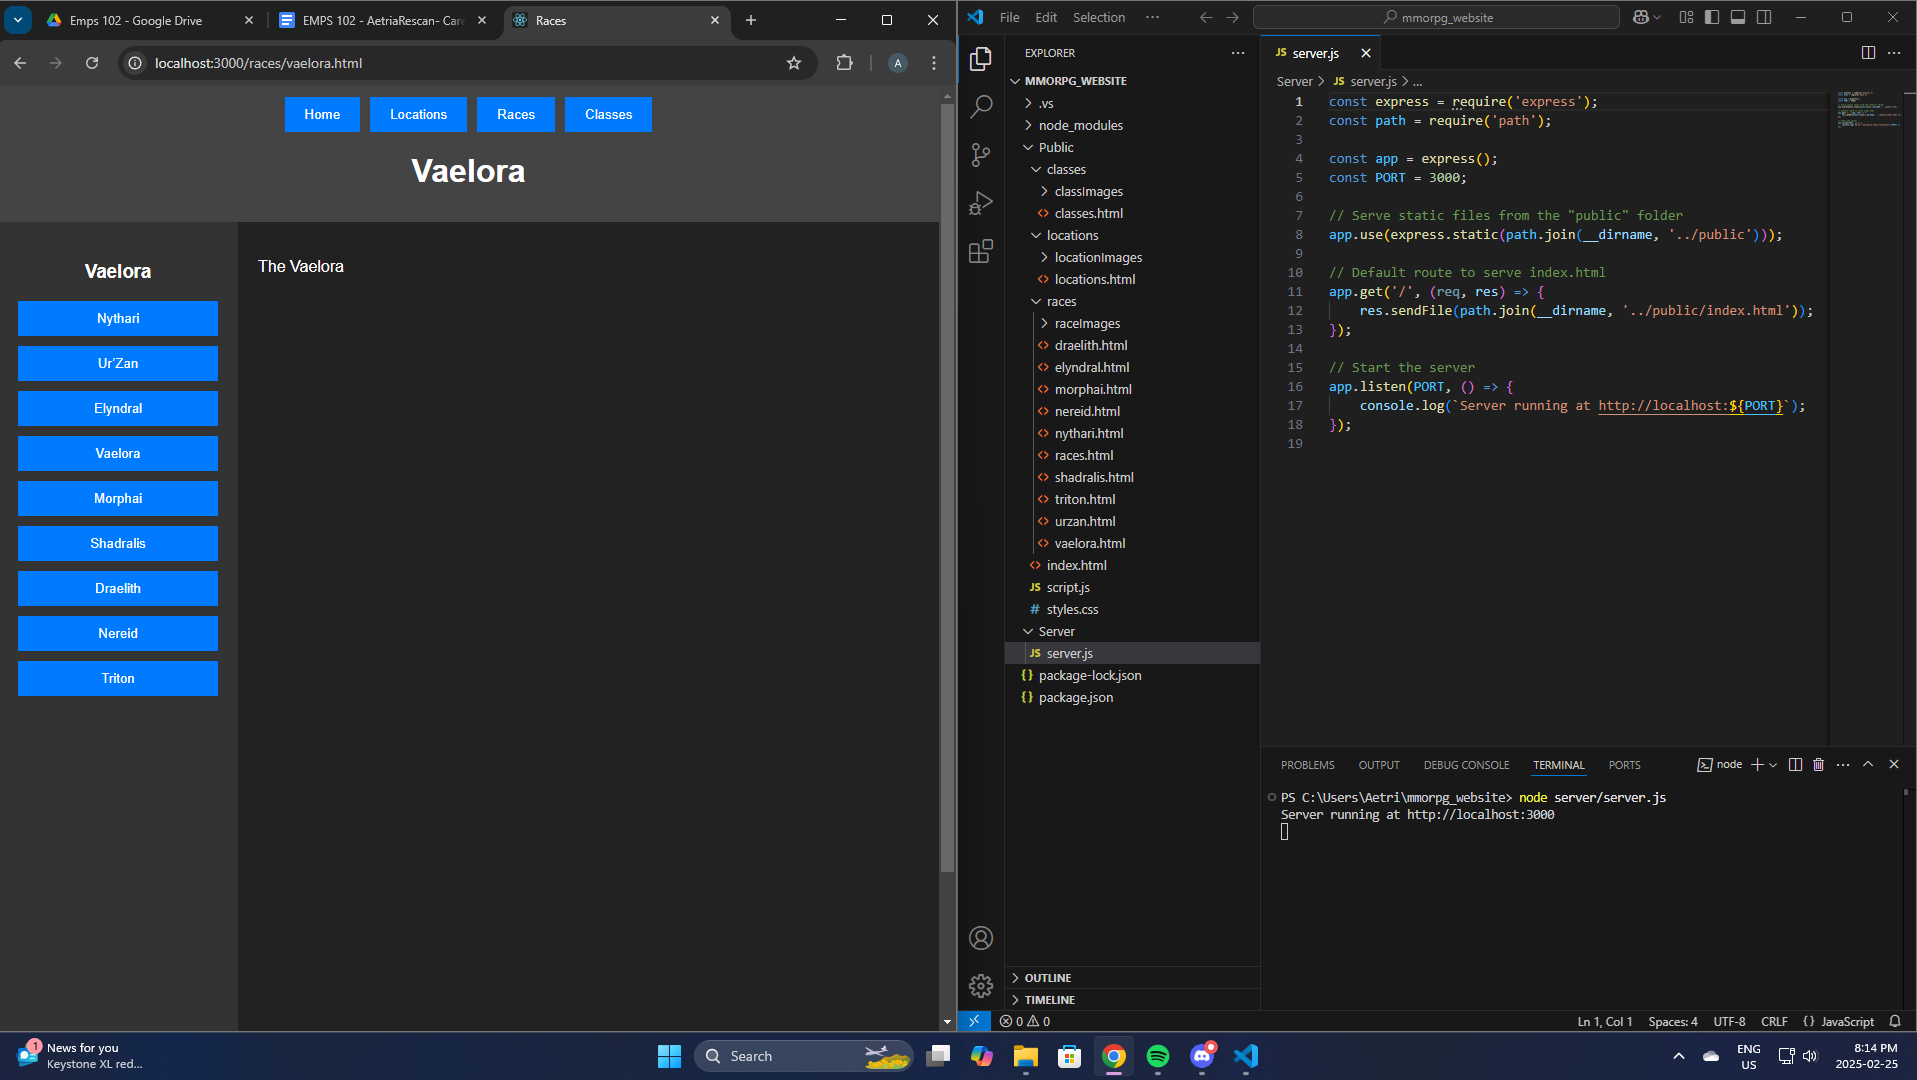 Emps 102 - Google Drive
EMPS 102 - AetriaRescan- Car
Races
localhost:3000/races/vaelora.html
A
Home
Locations
Races
Classes
Vaelora
Vaelora
Nythari
Ur'Zan
Elyndral
Vaelora
Morphai
Shadralis
Draelith
Nereid
Triton
The Vaelora
File Edit Selection ···
mmorpg_website
EXPLORER
MMORPG_WEBSITE
.vs
node_modules
Public
classes
classImages
classes.html
locations
locationImages
locations.html
races
raceImages
draelith.html
elyndral.html
morphai.html
nereid.html
nythari.html
races.html
shadralis.html
triton.html
urzan.html
vaelora.html
index.html
JS script.js
# styles.css
Server
JS server.js
{} package-lock.json
{} package.json
OUTLINE
TIMELINE
JS server.js
Server > JS server.js > ...
1 const express = require('express');
2 const path = require('path');
3
4 const app = express();
5 const PORT = 3000;
6
7 // Serve static files from the "public" folder
8 app.use(express.static(path.join(__dirname, '../public')));
9
10 // Default route to serve index.html
11 app.get('/', (req, res) => {
12 res.sendFile(path.join(__dirname, '../public/index.html'));
13 });
14
15 // Start the server
16 app.listen(PORT, () => {
17 console.log(`Server running at http://localhost:${PORT}`);
18 });
19
PROBLEMS OUTPUT DEBUG CONSOLE TERMINAL PORTS
node
PS C:\Users\Aetri\mmorpg_website> node server/server.js
Server running at http://localhost:3000
0 0
Ln 1, Col 1 Spaces: 4 UTF-8 CRLF {} JavaScript
1
News for you
Keystone XL red...
Search
ENG
US
8:14 PM
2025-02-25